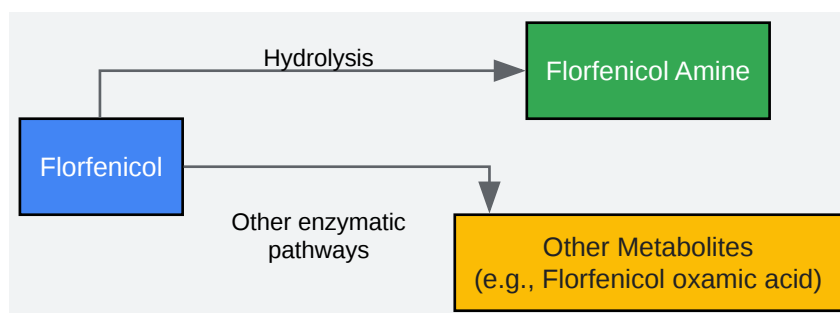 Hydrolysis
Florfenicol Amine
Florfenicol
Other enzymatic
pathways
Other Metabolites
(e.g., Florfenicol oxamic acid)